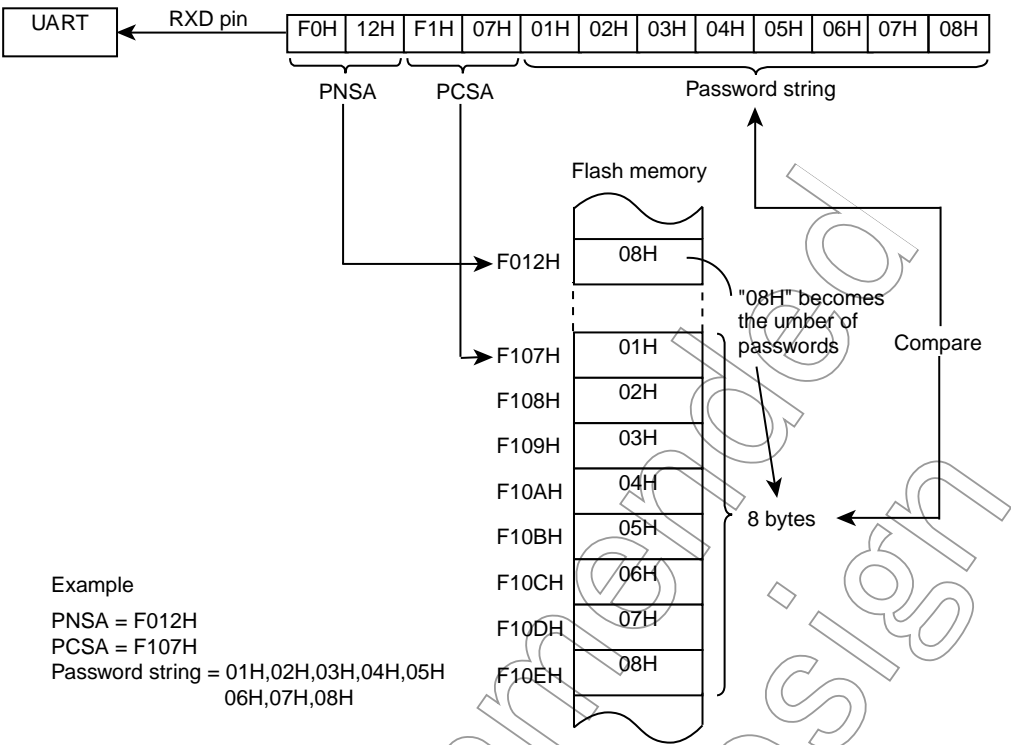 UART
RXD pin
F0H 12H F1H 07H 01H 02H 03H 04H 05H 06H 07H 08H
PNSA PCSA Password string
Flash memory
F012H 08H
"08H" becomes
the umber of
passwords
Compare
F107H 01H
F108H 02H
F109H 03H
F10AH 04H
F10BH 05H
F10CH 06H
F10DH 07H
F10EH 08H
8 bytes
Example
PNSA = F012H
PCSA = F107H
Password string = 01H,02H,03H,04H,05H
06H,07H,08H